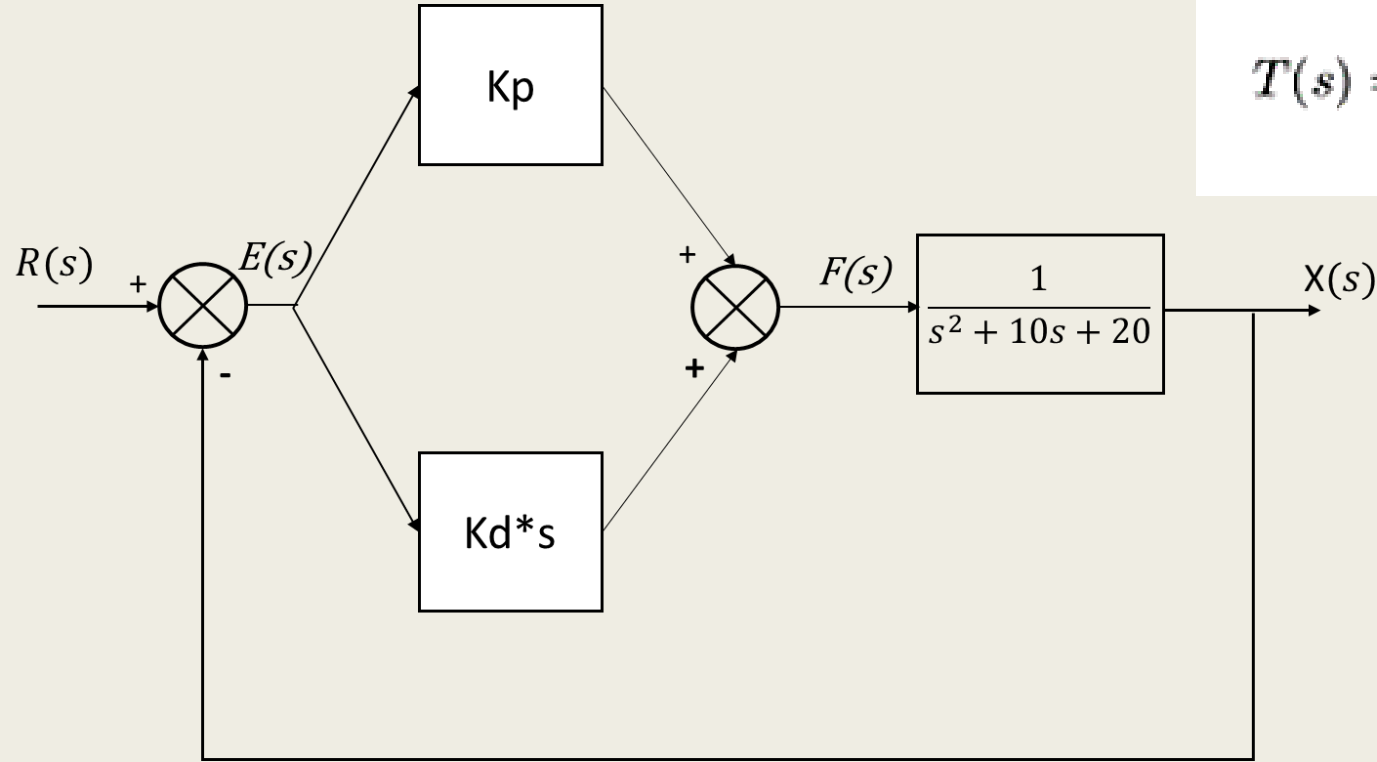 Kp
T(s) =
R(s)
+
E(s)
-
+
+
F(s)
1
s² + 10s + 20
X(s)
Kd*s